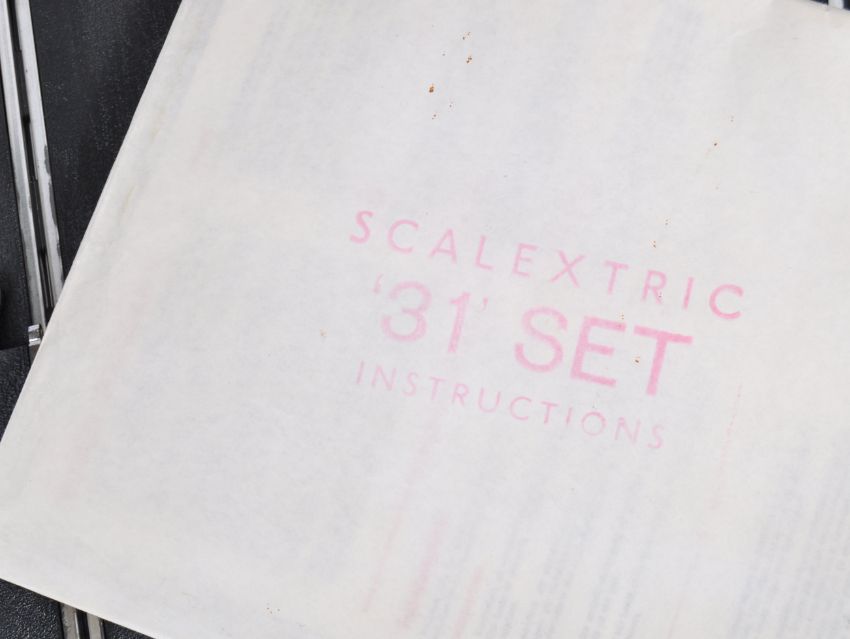 SCALEXTRIC
'31' SET
INSTRUCTIONS